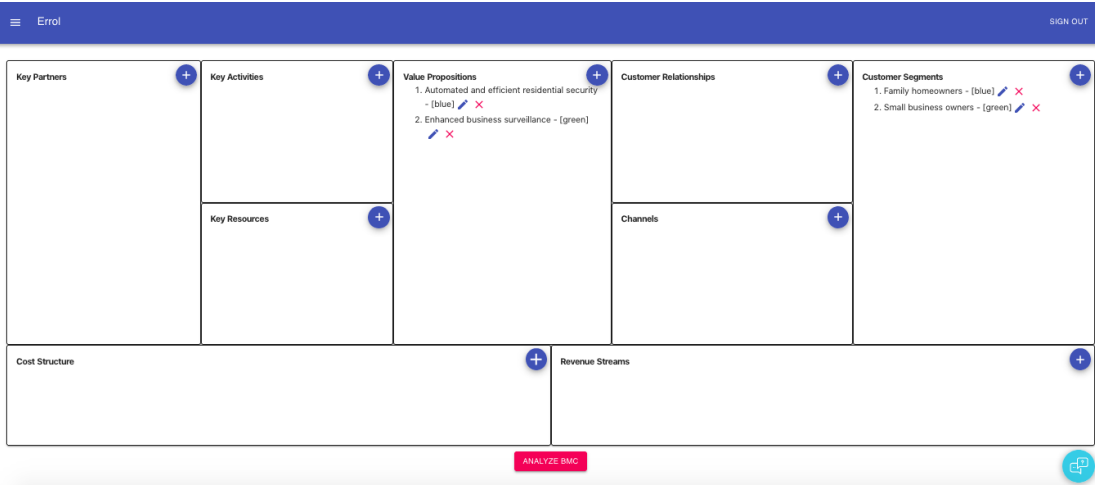 Errol
SIGN OUT
Key Partners
Key Activities
Value Propositions
1. Automated and efficient residential security
- [blue]
2. Enhanced business surveillance - [green]
Customer Relationships
Customer Segments
1. Family homeowners - [blue]
2. Small business owners - [green]
Key Resources
Channels
Cost Structure
Revenue Streams
ANALYZE BMC